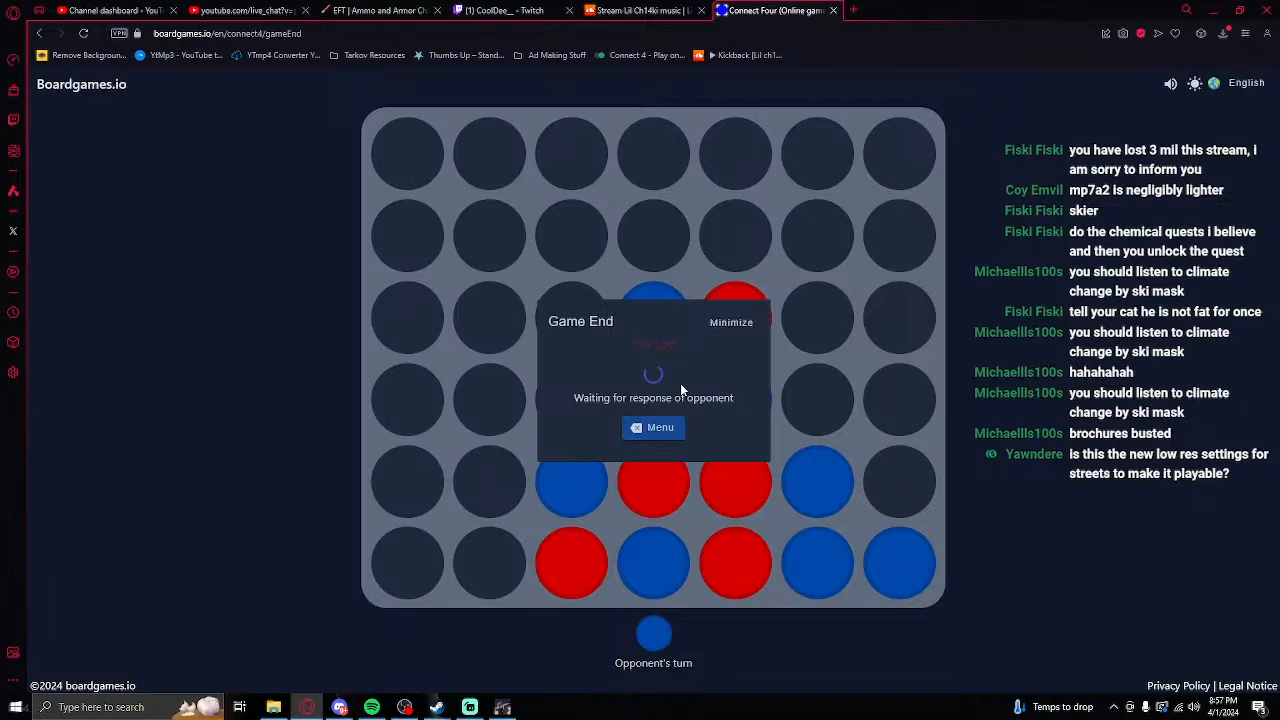 Channel dashboard - YouTu
youtube.com/live_chat?v=
EFT | Ammo and Armor Ch
(1) CoolDee__ - Twitch
Stream Lil Ch14ki music | L
Connect Four (Online gam
VPN
boardgames.io/en/connect4/gameEnd
Remove Backgroun...
YtMp3 - YouTube t...
YTmp4 Converter Y...
Tarkov Resources
Thumbs Up - Stand...
Ad Making Stuff
Connect 4 - Play on...
Kickback [Lil ch1...
Boardgames.io
English
Fiski Fiski you have lost 3 mil this stream, i
am sorry to inform you
Coy Emvil mp7a2 is negligibly lighter
Fiski Fiski skier
Fiski Fiski do the chemical quests i believe
and then you unlock the quest
Michaellls100s you should listen to climate
change by ski mask
Fiski Fiski tell your cat he is not fat for once
Michaellls100s you should listen to climate
change by ski mask
Michaellls100s hahahahah
Michaellls100s you should listen to climate
change by ski mask
Michaellls100s brochures busted
Yawndere Is this the new low res settings for
streets to make it playable?
Game End
Minimize
Waiting for response of opponent
Menu
Opponent's turn
©2024 boardgames.io
Privacy Policy | Legal Notice
Type here to search
Temps to drop
8:57 PM
4/1/2024